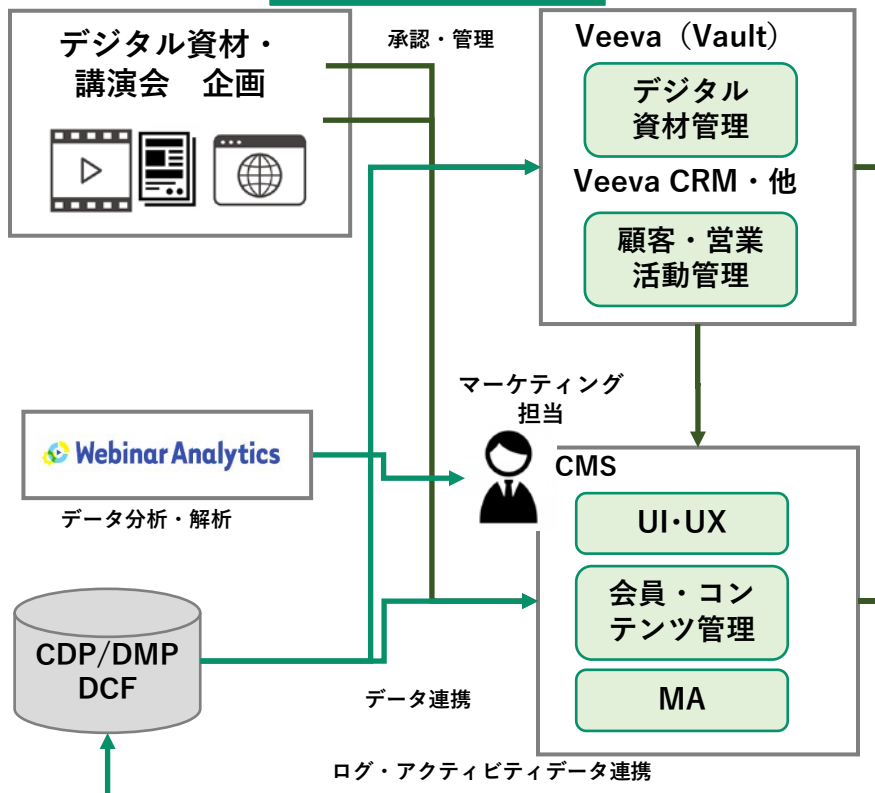 デジタル資材・
講演会　企画
承認・管理
Veeva（Vault）
デジタル
資材管理
Veeva CRM・他
顧客・営業
活動管理
マーケティング
担当
Webinar Analytics
データ分析・解析
CMS
UI・UX
会員・コン
テンツ管理
MA
CDP/DMP
DCF
データ連携
ログ・アクティビティデータ連携